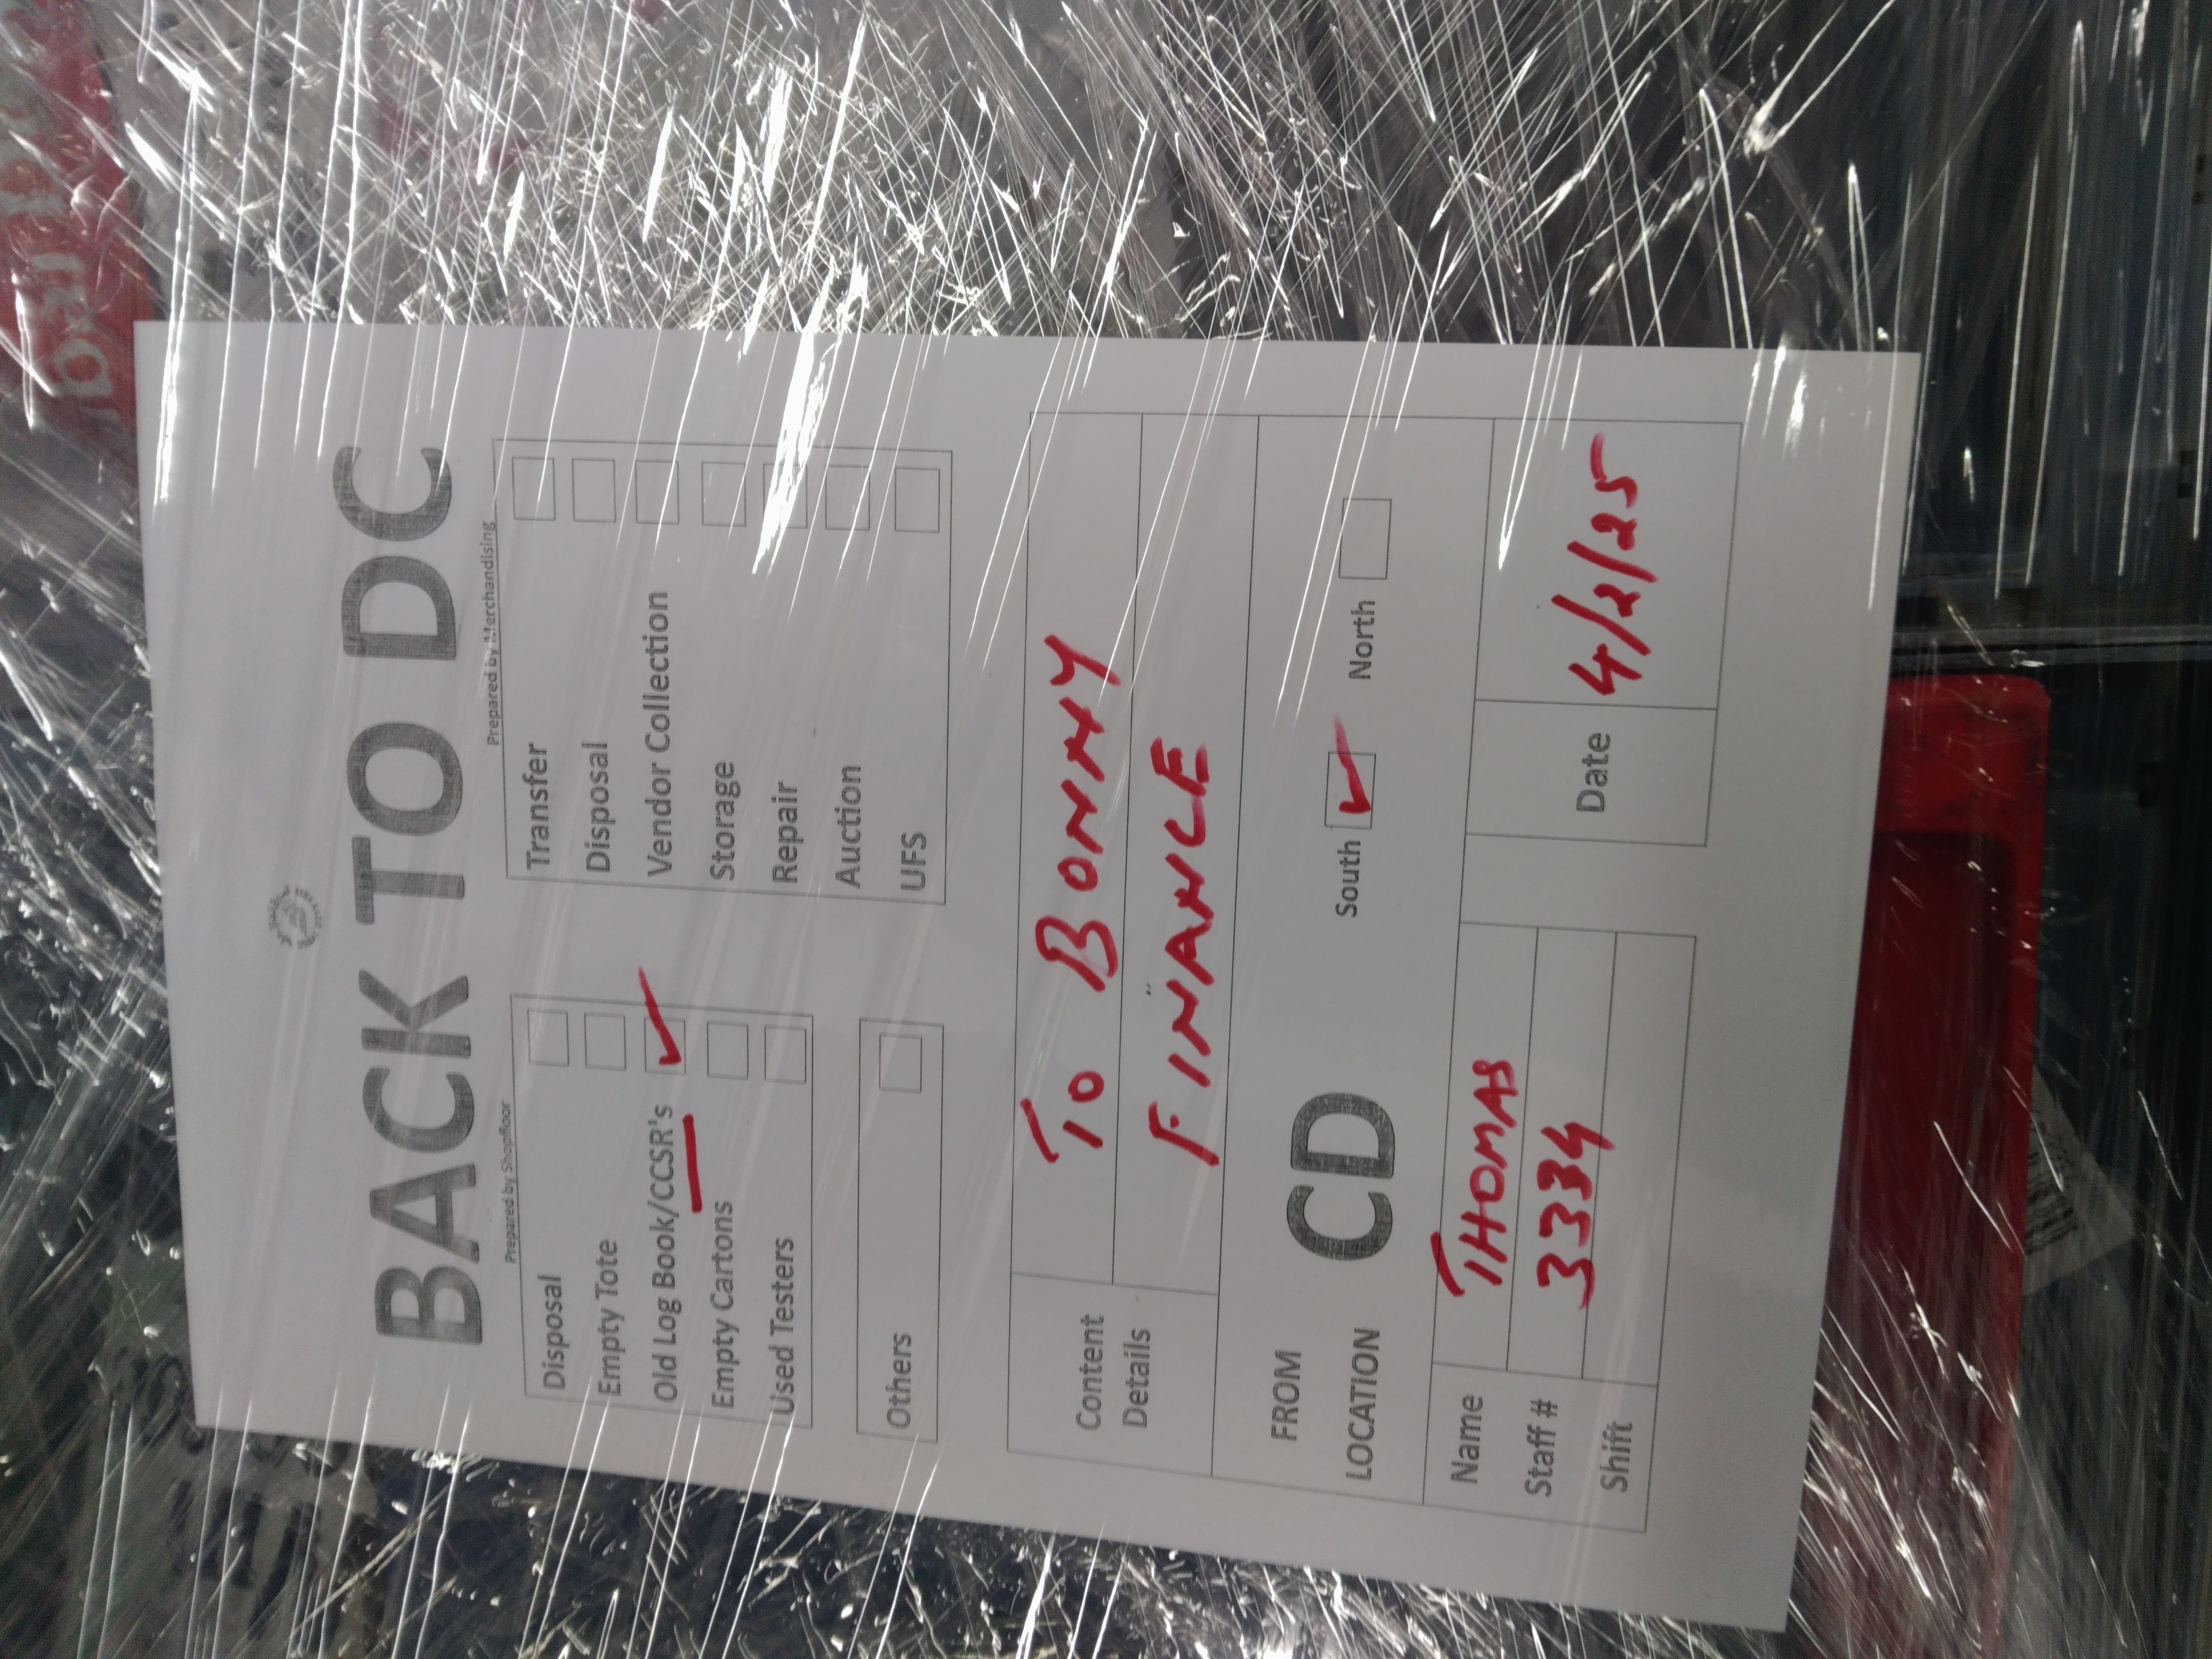 BACK TO DC
Prepared by Shopfloor
Disposal
Empty Tote
Old Log Book/CCSR's ✓
Empty Cartons
Used Testers
Others
Prepared by Merchandising
Transfer
Disposal
Vendor Collection
Storage
Repair
Auction
UFS
Content Details
TO BONNY
FINANCE
FROM LOCATION CD South ✓ North
Name THOMAS
Staff # 3334
Shift
Date 4/2/25